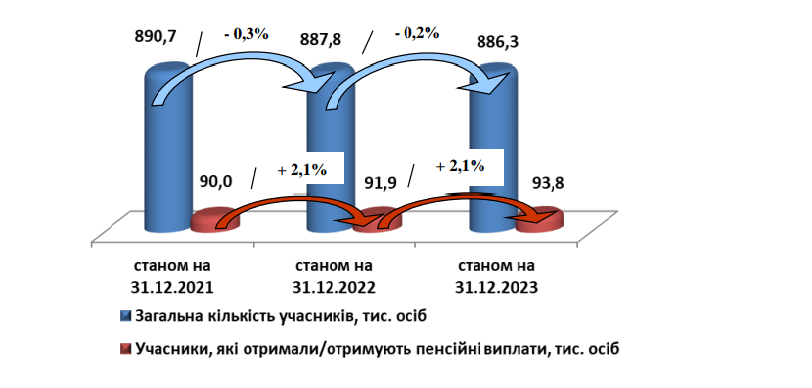 890,7 / - 0,3% 887,8 / - 0,2% 886,3
90,0 / + 2,1% 91,9 / + 2,1% 93,8
станом на 31.12.2021
станом на 31.12.2022
станом на 31.12.2023
Загальна кількість учасників, тис. осіб
Учасники, які отримали/отримують пенсійні виплати, тис. осіб